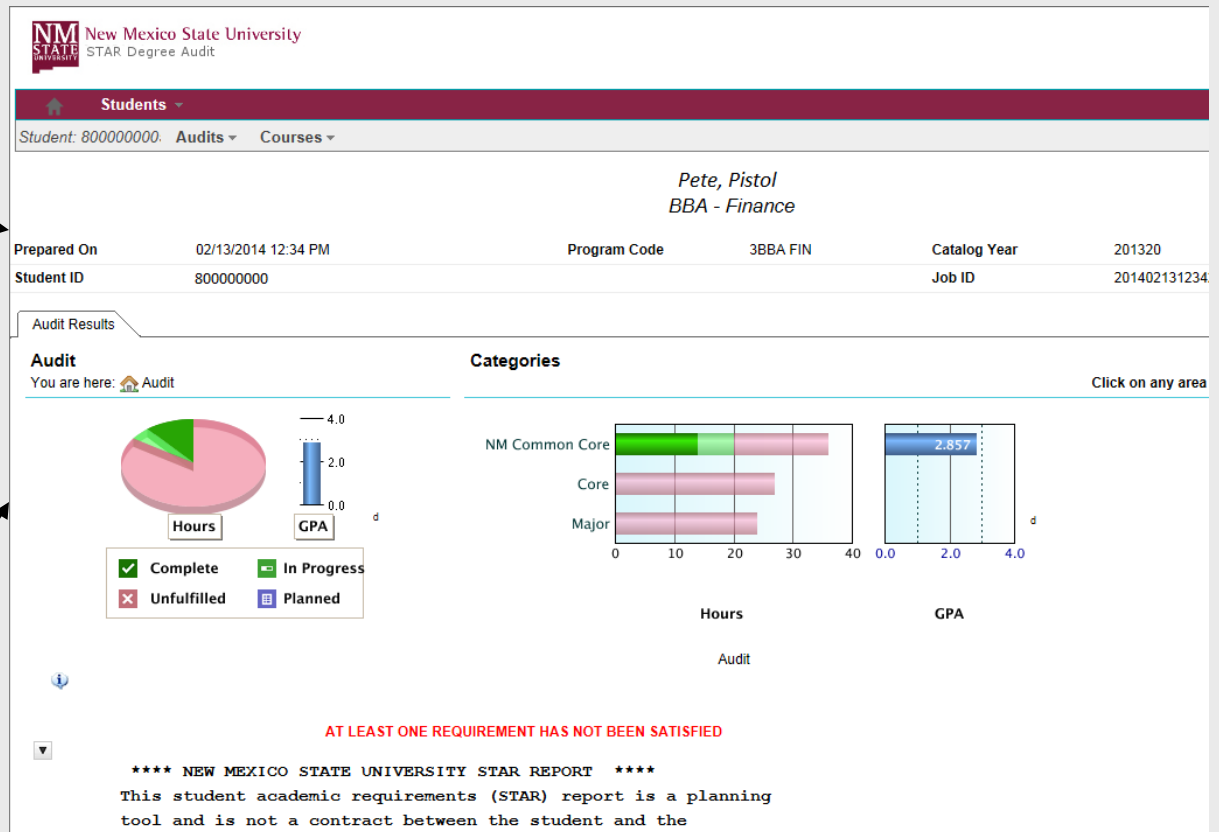 NM STATE UNIVERSITY
New Mexico State University
STAR Degree Audit
Students
Student: 800000000. Audits Courses
Pete, Pistol
BBA - Finance
Prepared On 02/13/2014 12:34 PM Program Code 3BBA FIN Catalog Year 201320
Student ID 800000000 Job ID 201402131234
Audit Results
Audit
You are here: Audit
Categories
Click on any area
4.0
2.0
0.0
Hours GPA d
Complete In Progress
Unfulfilled Planned
NM Common Core 2.857
Core
Major d
0 10 20 30 40 0.0 2.0 4.0
Hours GPA
Audit
AT LEAST ONE REQUIREMENT HAS NOT BEEN SATISFIED
**** NEW MEXICO STATE UNIVERSITY STAR REPORT ****
This student academic requirements (STAR) report is a planning
tool and is not a contract between the student and the